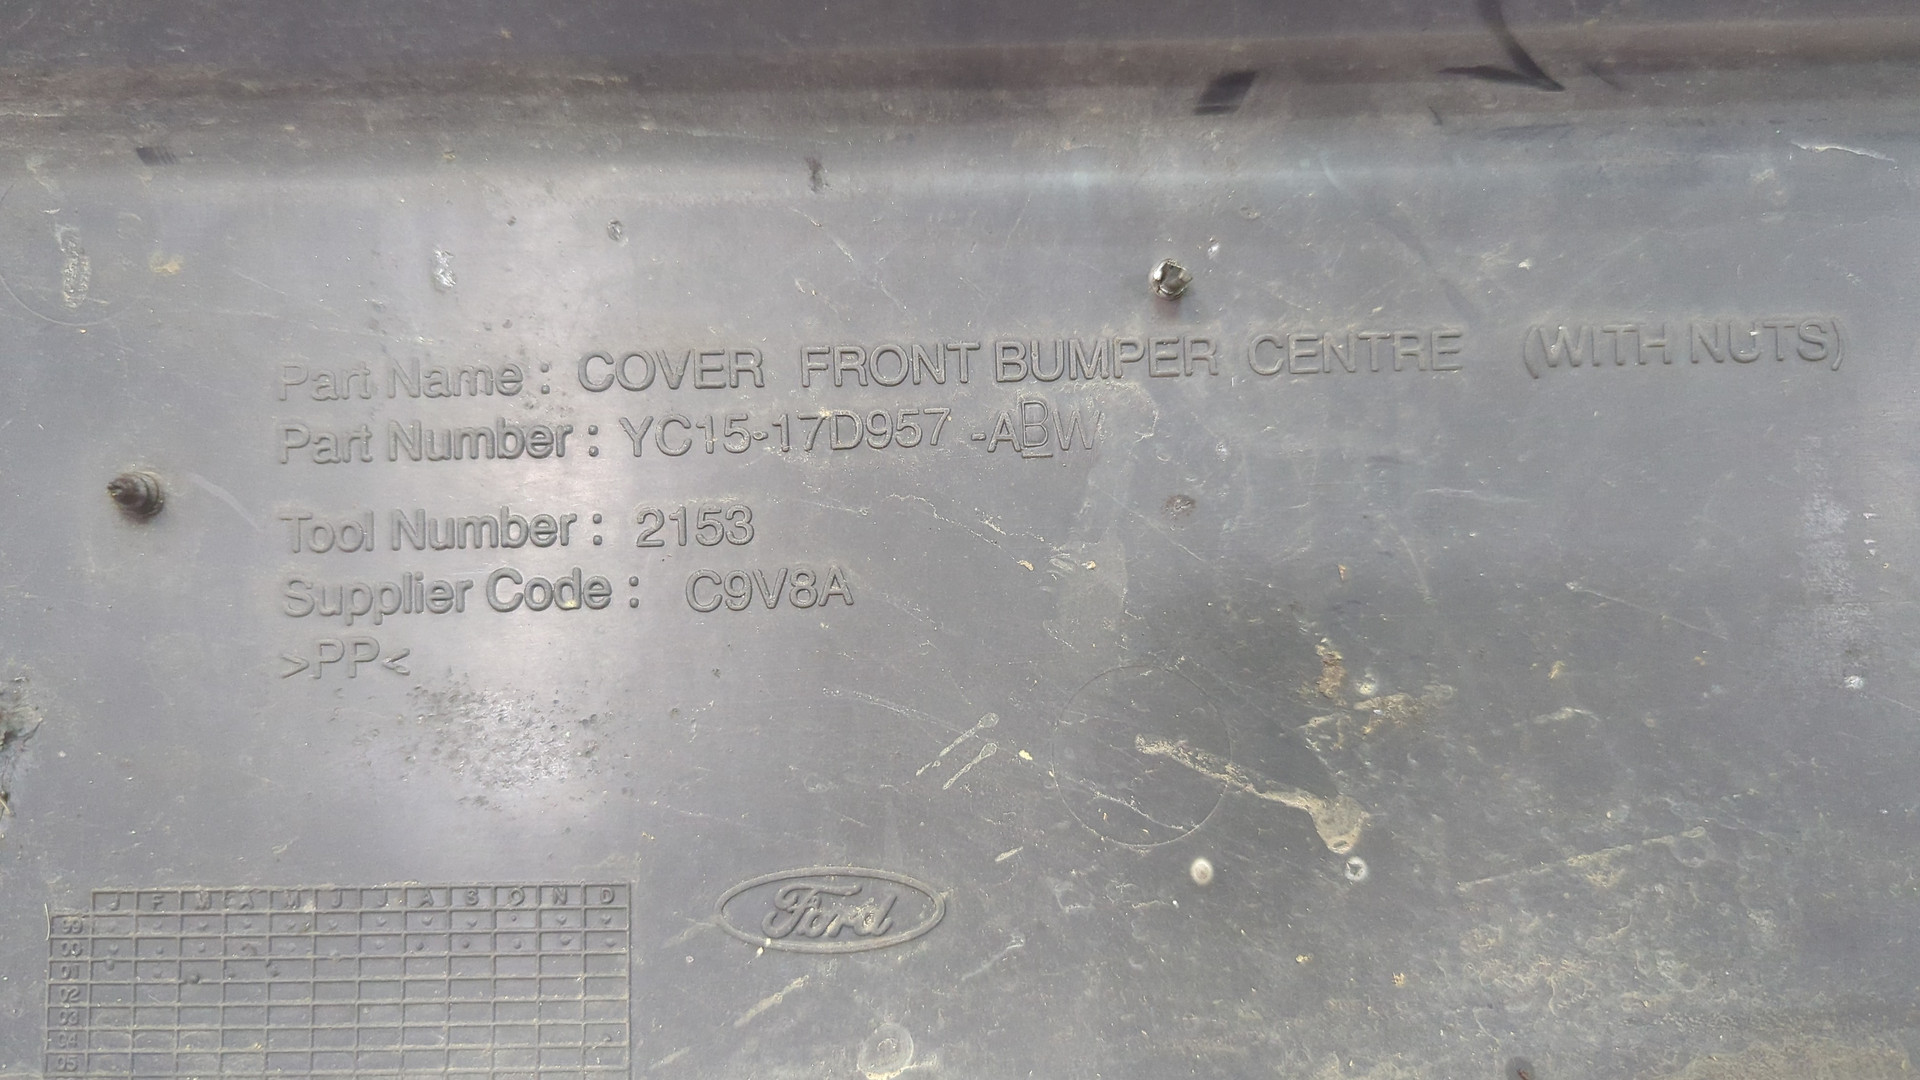 Part Name : COVER FRONT BUMPER CENTRE (WITH NUTS)
Part Number : YC15-17D957 -ABW
Tool Number : 2153
Supplier Code : C9V8A
>PP<
Ford
J F M A M J J A S O N D
99
00
01
02
03
04
05